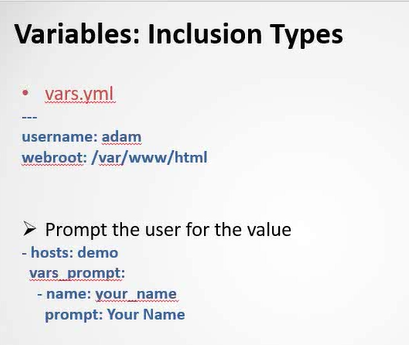 Variables: Inclusion Types
• vars.yml
---
username: adam
webroot: /var/www/html
➢ Prompt the user for the value
- hosts: demo
  vars_prompt:
    - name: your_name
      prompt: Your Name